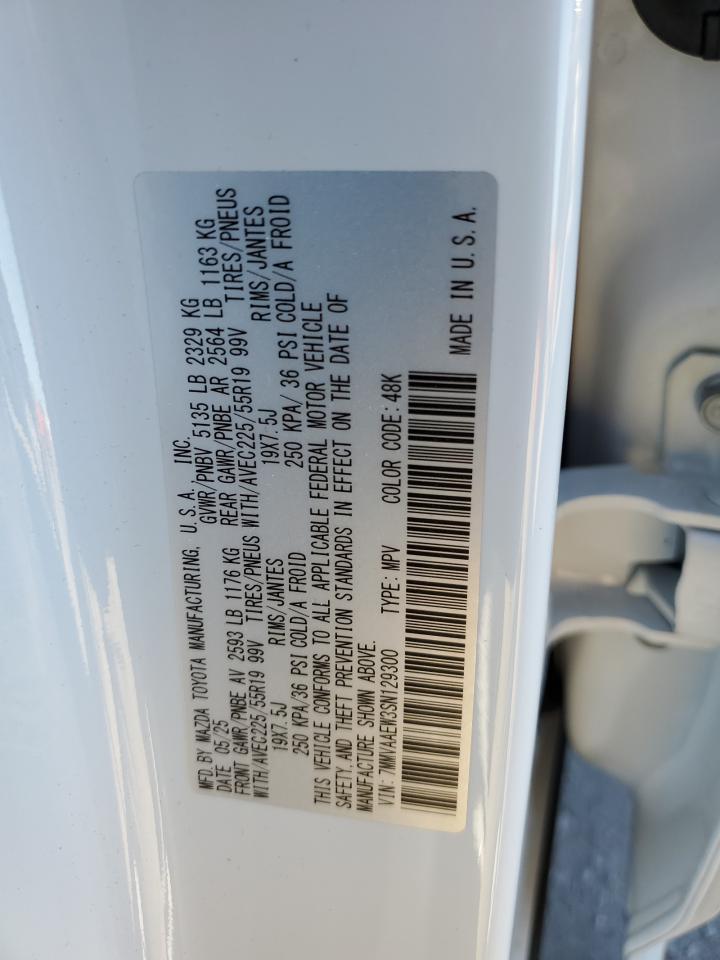 MFD. BY MAZDA TOYOTA MANUFACTURING, U. S. A. INC.
DATE 05/25 GVWR/PNBV 5135 LB 2329 KG
FRONT GAWR/PNBE AV 2593 LB 1176 KG REAR GAWR/PNBE AR 2564 LB 1163 KG
WITH/AVEC225/55R19 99V TIRES/PNEUS WITH/AVEC225/55R19 99V TIRES/PNEUS
19X7. 5J RIMS/JANTES 19X7. 5J RIMS/JANTES
250 KPA/36 PSI COLD/A FROID 250 KPA/ 36 PSI COLD/A FROID
THIS VEHICLE CONFORMS TO ALL APPLICABLE FEDERAL MOTOR VEHICLE
SAFETY AND THEFT PREVENTION STANDARDS IN EFFECT ON THE DATE OF
MANUFACTURE SHOWN ABOVE.
VIN: 7MMVAAEW3SN129300 TYPE: MPV COLOR CODE: 48K
MADE IN U. S. A.